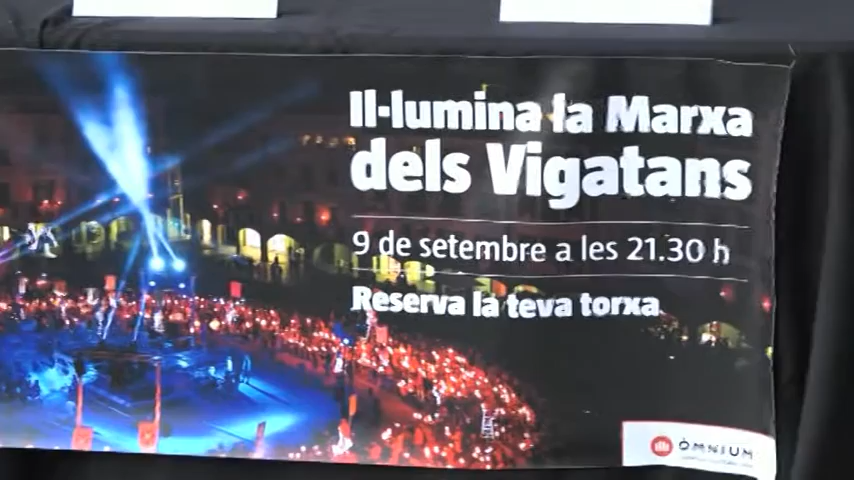 Il·lumina la Marxa
dels Vigatans
9 de setembre a les 21.30 h
Reserva la teva torxa
ÒMNIUM